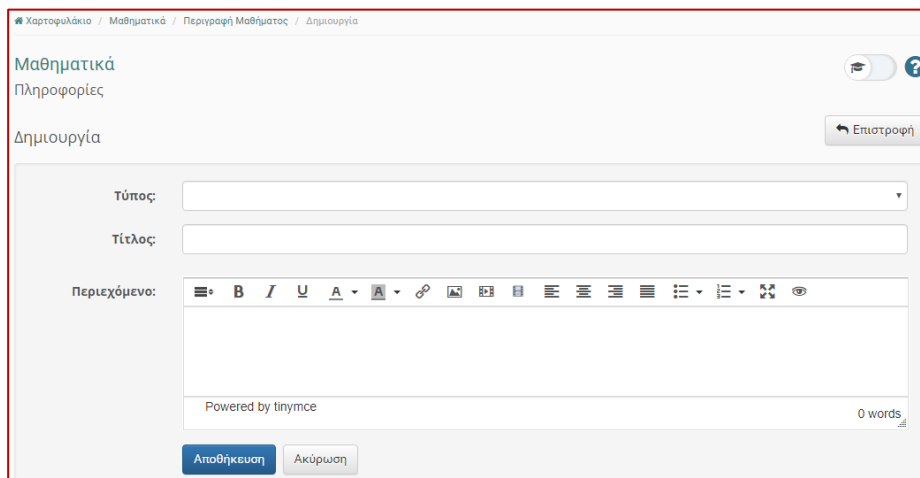 Χαρτοφυλάκιο / Μαθηματικά / Περιγραφή Μαθήματος / Δημιουργία
Μαθηματικά
Πληροφορίες
Δημιουργία
Επιστροφή
Τύπος:
Τίτλος:
Περιεχόμενο:
B I U A A
Powered by tinymce
0 words
Αποθήκευση Ακύρωση